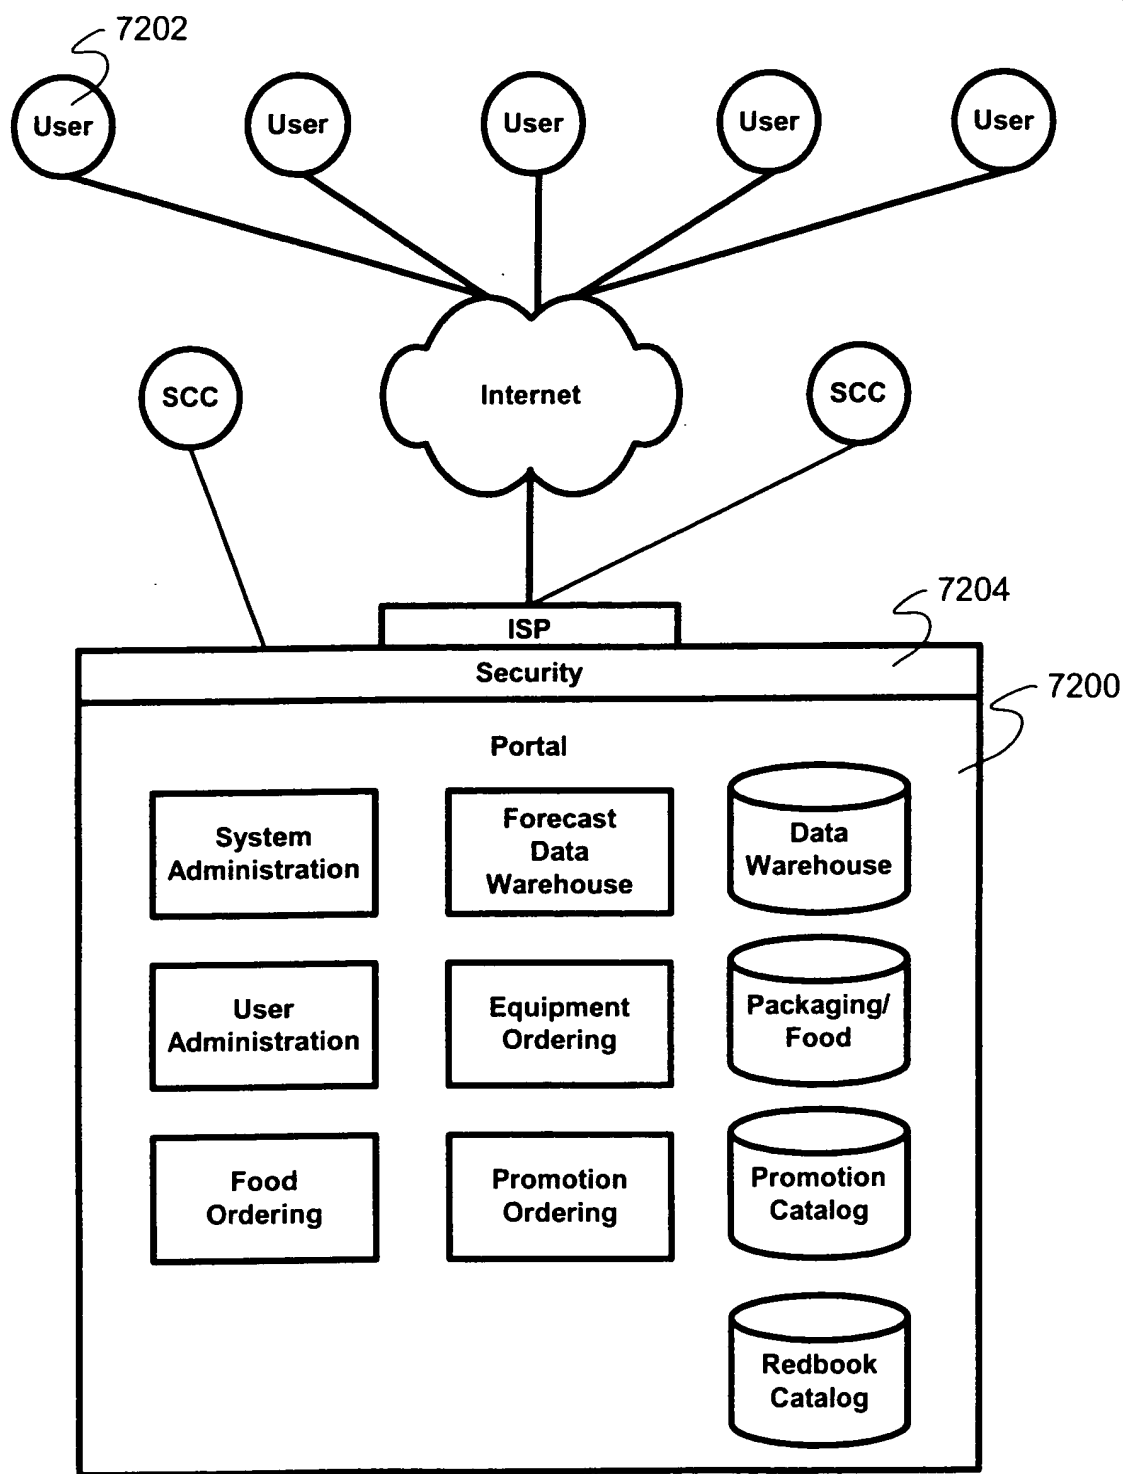 7202
User
User
User
User
User
SCC
Internet
SCC
7204
ISP
Security
7200
Portal
System
Administration
Forecast
Data
Warehouse
Data
Warehouse
User
Administration
Equipment
Ordering
Packaging/
Food
Food
Ordering
Promotion
Ordering
Promotion
Catalog
Redbook
Catalog